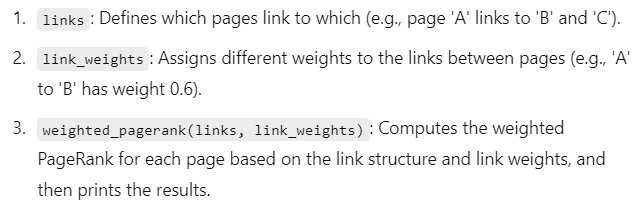 1. links : Defines which pages link to which (e.g., page 'A' links to 'B' and 'C').
2. link_weights : Assigns different weights to the links between pages (e.g., 'A'
to 'B' has weight 0.6).
3. weighted_pagerank(links, link_weights) : Computes the weighted
PageRank for each page based on the link structure and link weights, and
then prints the results.